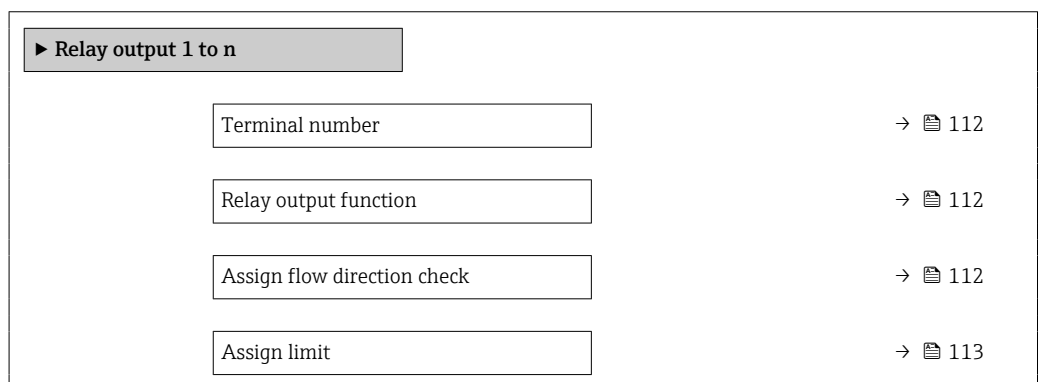 ▶ Relay output 1 to n
Terminal number → 112
Relay output function → 112
Assign flow direction check → 112
Assign limit → 113